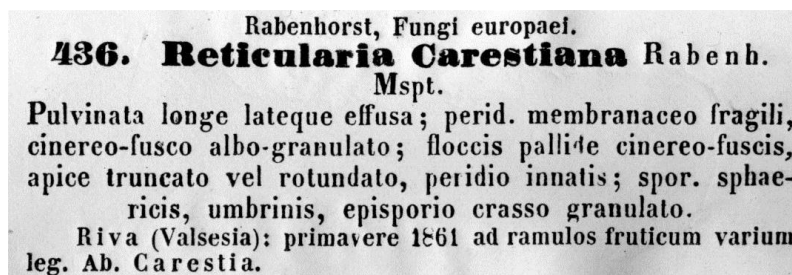 Rabenhorst, Fungi europaei.
436. Reticularia Carestiana Rabenh.
Mspt.
Pulvinata longe lateque effusa; perid. membranaceo fragili,
cinereo-fusco albo-granulato; floccis pallide cinereo-fuscis,
apice truncato vel rotundato, peridio innatis; spor. sphae-
ricis, umbrinis, episporio crasso granulato.
Riva (Valsesia): primavere 1861 ad ramulos fruticum varium
leg. Ab. Carestia.